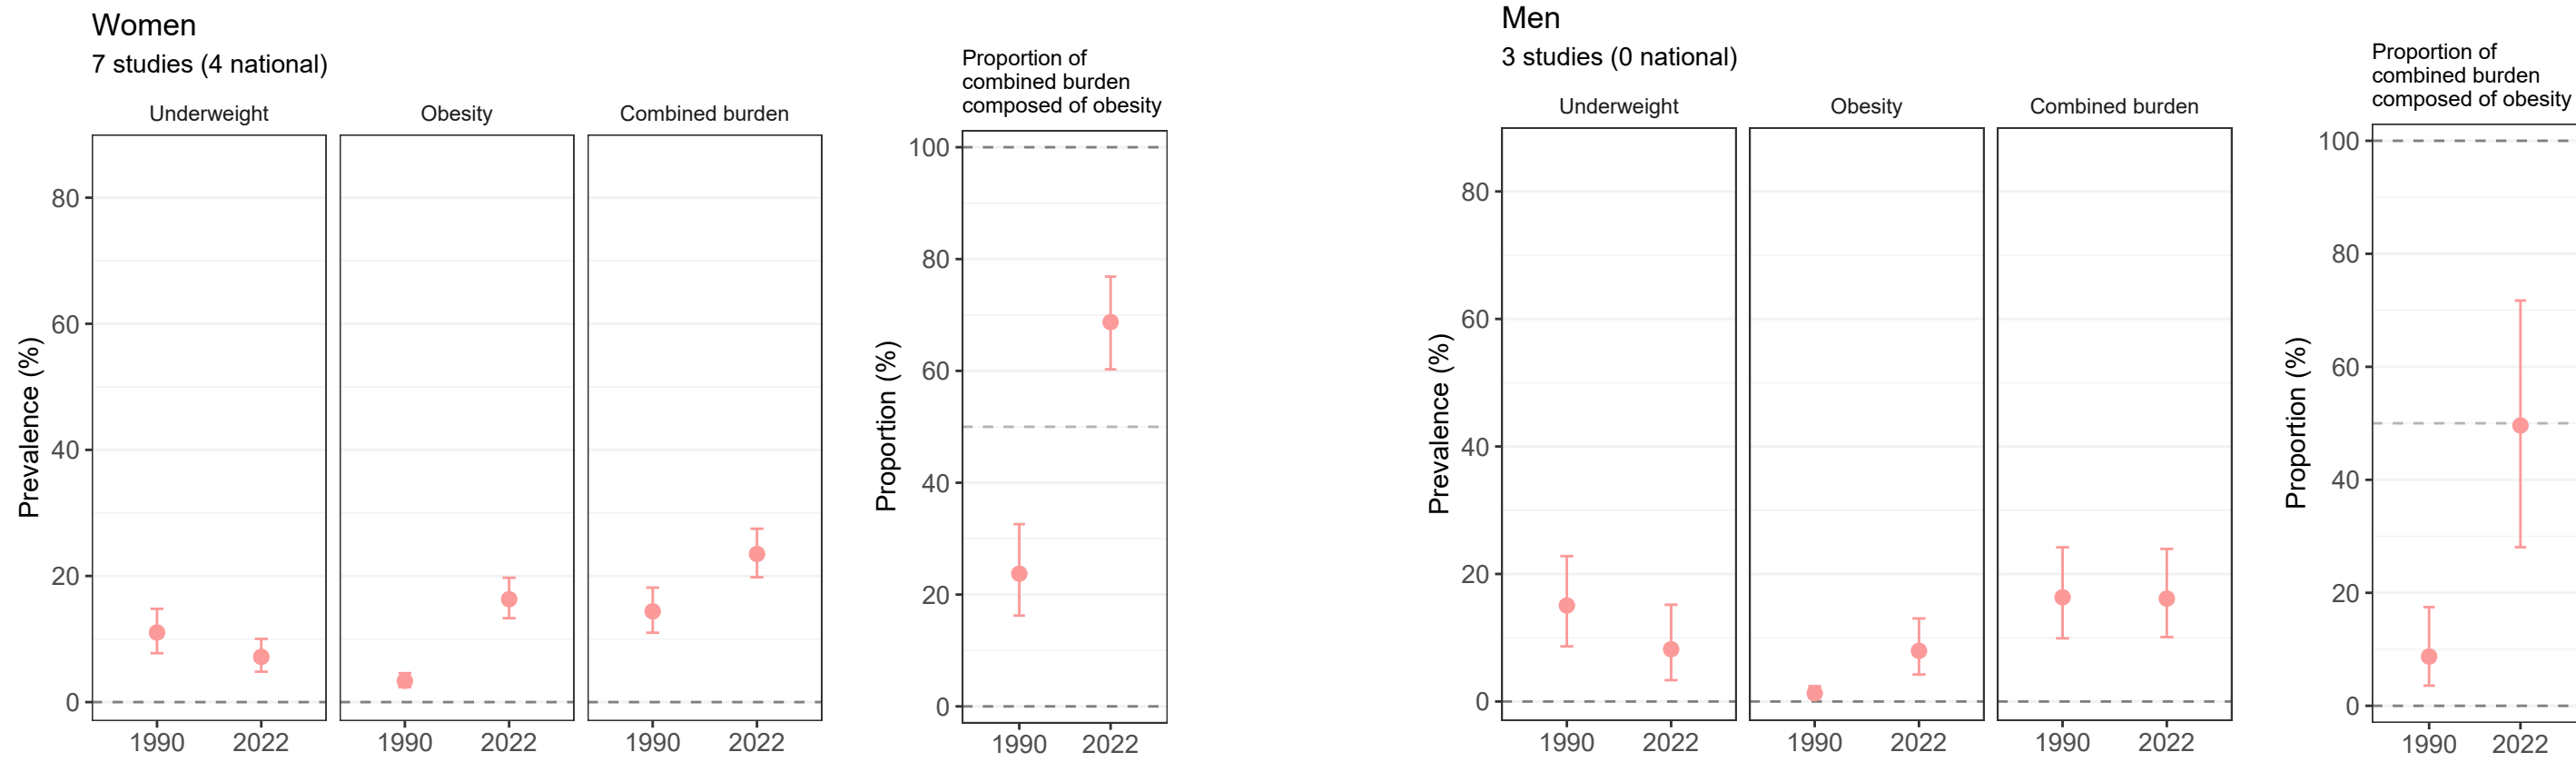 Women
7 studies (4 national)
Underweight
Obesity
Combined burden
Prevalence (%)
80
60
40
20
0
1990
2022
1990
2022
1990
2022
Proportion of
combined burden
composed of obesity
Proportion (%)
100
80
60
40
20
0
1990
2022
Men
3 studies (0 national)
Underweight
Obesity
Combined burden
Prevalence (%)
80
60
40
20
0
1990
2022
1990
2022
1990
2022
Proportion of
combined burden
composed of obesity
Proportion (%)
100
80
60
40
20
0
1990
2022